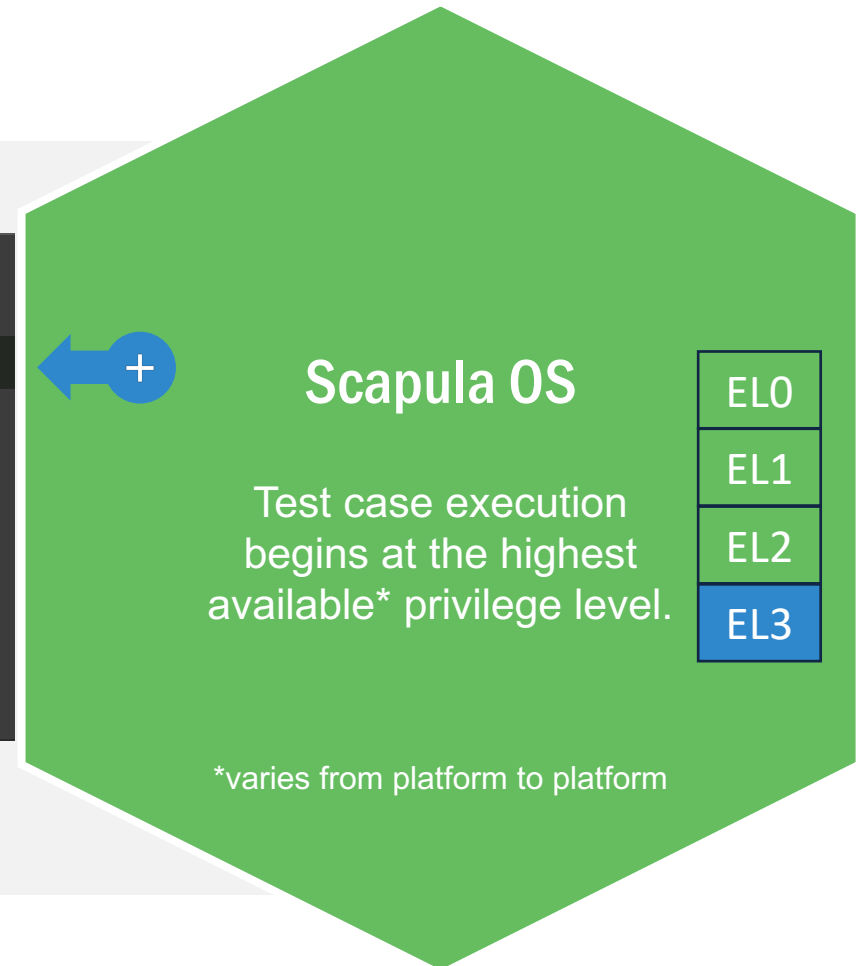 +
Scapula OS
Test case execution
begins at the highest
available* privilege level.
EL0
EL1
EL2
EL3
*varies from platform to platform